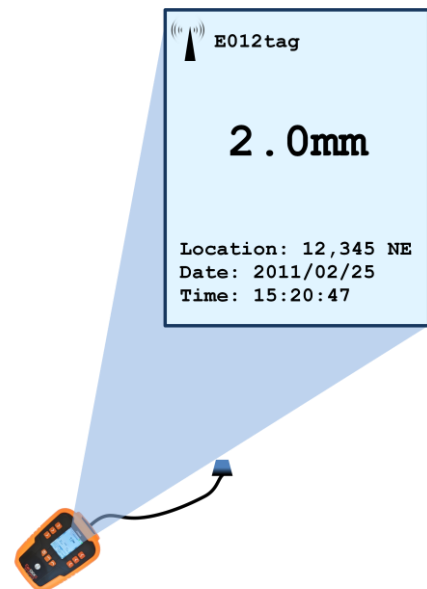 E012tag
2.0mm
Location: 12,345 NE
Date: 2011/02/25
Time: 15:20:47